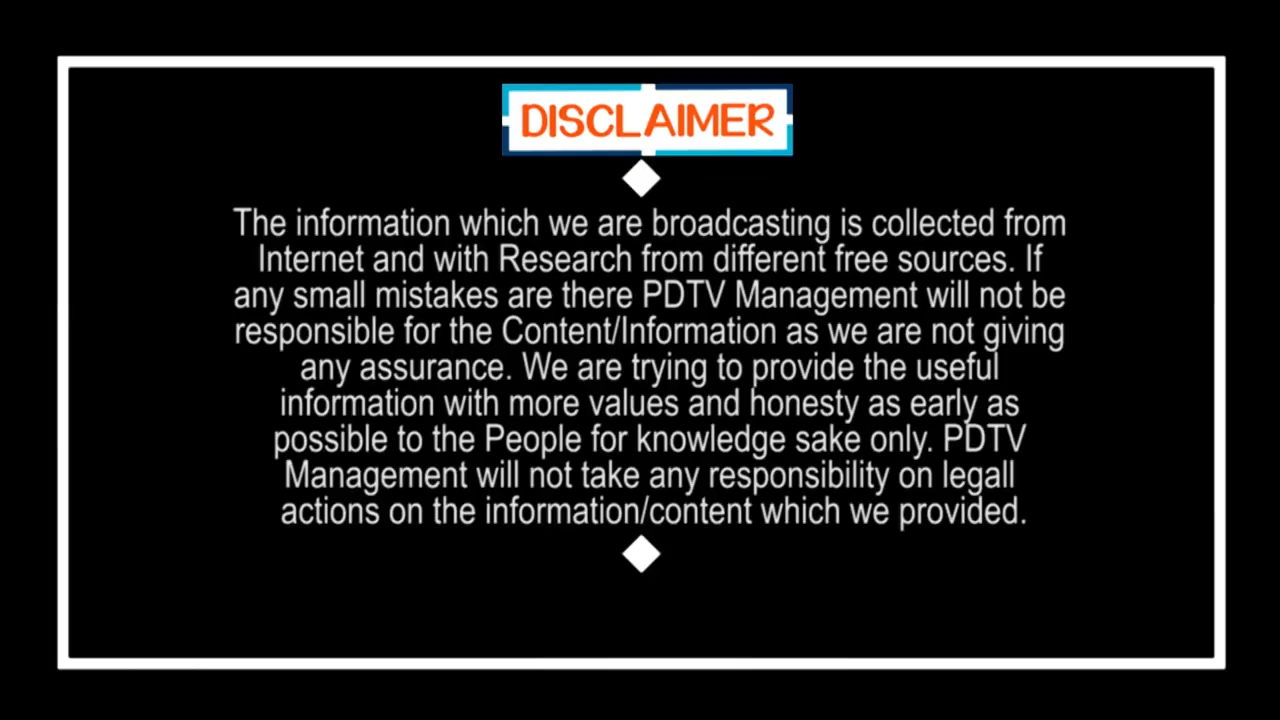 DISCLAIMER
The information which we are broadcasting is collected from
Internet and with Research from different free sources. If
any small mistakes are there PDTV Management will not be
responsible for the Content/Information as we are not giving
any assurance. We are trying to provide the useful
information with more values and honesty as early as
possible to the People for knowledge sake only. PDTV
Management will not take any responsibility on legall
actions on the information/content which we provided.